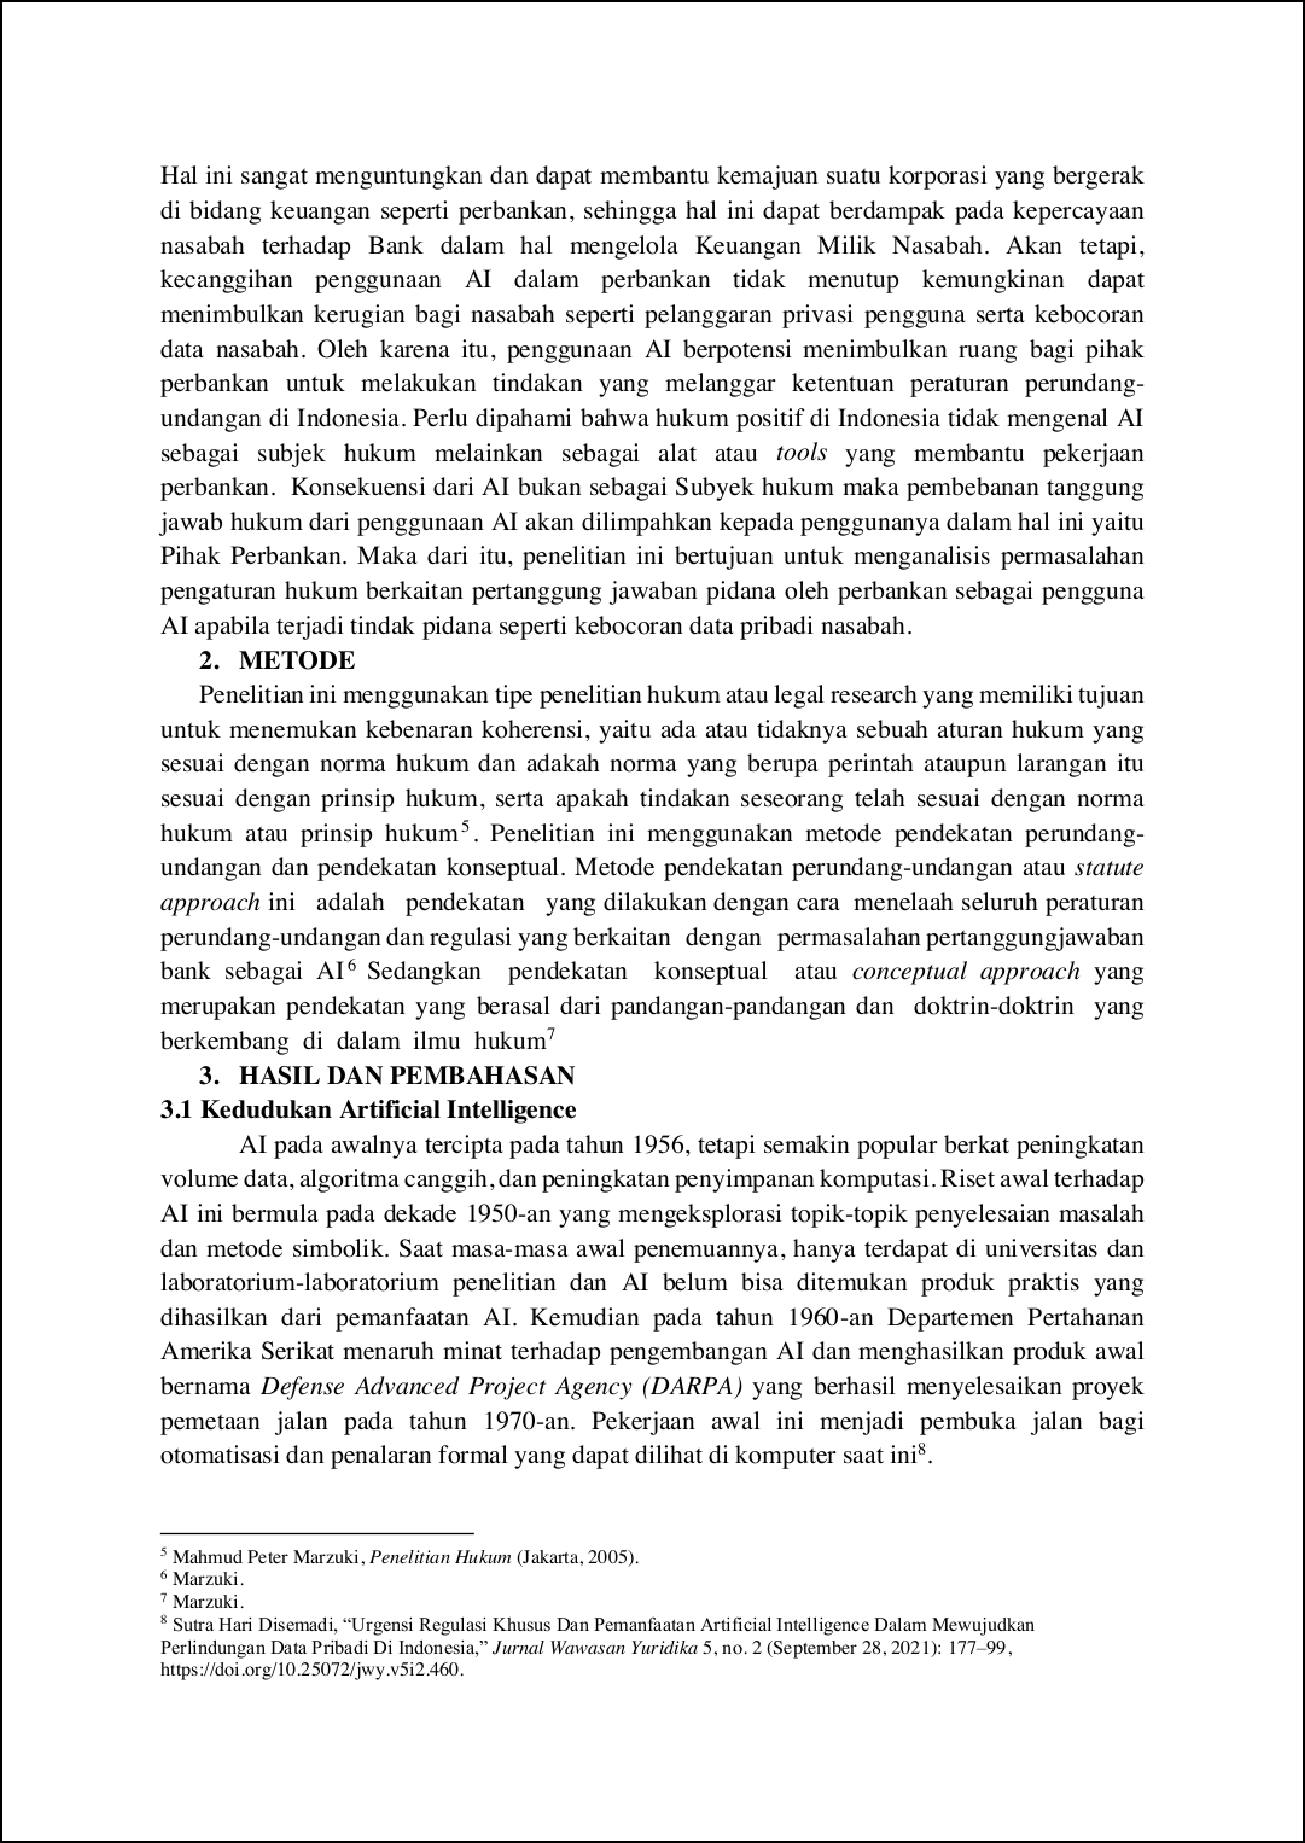 Hal ini sangat menguntungkan dan dapat membantu kemajuan suatu korporasi yang bergerak
di bidang keuangan seperti perbankan, sehingga hal ini dapat berdampak pada kepercayaan
nasabah terhadap Bank dalam hal mengelola Keuangan Milik Nasabah. Akan tetapi,
kecanggihan penggunaan AI dalam perbankan tidak menutup kemungkinan dapat
menimbulkan kerugian bagi nasabah seperti pelanggaran privasi pengguna serta kebocoran
data nasabah. Oleh karena itu, penggunaan AI berpotensi menimbulkan ruang bagi pihak
perbankan untuk melakukan tindakan yang melanggar ketentuan peraturan perundang-
undangan di Indonesia. Perlu dipahami bahwa hukum positif di Indonesia tidak mengenal AI
sebagai subjek hukum melainkan sebagai alat atau tools yang membantu pekerjaan
perbankan. Konsekuensi dari AI bukan sebagai Subyek hukum maka pembebanan tanggung
jawab hukum dari penggunaan AI akan dilimpahkan kepada penggunanya dalam hal ini yaitu
Pihak Perbankan. Maka dari itu, penelitian ini bertujuan untuk menganalisis permasalahan
pengaturan hukum berkaitan pertanggung jawaban pidana oleh perbankan sebagai pengguna
AI apabila terjadi tindak pidana seperti kebocoran data pribadi nasabah.
2. METODE
Penelitian ini menggunakan tipe penelitian hukum atau legal research yang memiliki tujuan
untuk menemukan kebenaran koherensi, yaitu ada atau tidaknya sebuah aturan hukum yang
sesuai dengan norma hukum dan adakah norma yang berupa perintah ataupun larangan itu
sesuai dengan prinsip hukum, serta apakah tindakan seseorang telah sesuai dengan norma
hukum atau prinsip hukum⁵. Penelitian ini menggunakan metode pendekatan perundang-
undangan dan pendekatan konseptual. Metode pendekatan perundang-undangan atau statute
approach ini adalah pendekatan yang dilakukan dengan cara menelaah seluruh peraturan
perundang-undangan dan regulasi yang berkaitan dengan permasalahan pertanggungjawaban
bank sebagai AI⁶ Sedangkan pendekatan konseptual atau conceptual approach yang
merupakan pendekatan yang berasal dari pandangan-pandangan dan doktrin-doktrin yang
berkembang di dalam ilmu hukum⁷
3. HASIL DAN PEMBAHASAN
3.1 Kedudukan Artificial Intelligence
AI pada awalnya tercipta pada tahun 1956, tetapi semakin popular berkat peningkatan
volume data, algoritma canggih, dan peningkatan penyimpanan komputasi. Riset awal terhadap
AI ini bermula pada dekade 1950-an yang mengeksplorasi topik-topik penyelesaian masalah
dan metode simbolik. Saat masa-masa awal penemuannya, hanya terdapat di universitas dan
laboratorium-laboratorium penelitian dan AI belum bisa ditemukan produk praktis yang
dihasilkan dari pemanfaatan AI. Kemudian pada tahun 1960-an Departemen Pertahanan
Amerika Serikat menaruh minat terhadap pengembangan AI dan menghasilkan produk awal
bernama Defense Advanced Project Agency (DARPA) yang berhasil menyelesaikan proyek
pemetaan jalan pada tahun 1970-an. Pekerjaan awal ini menjadi pembuka jalan bagi
otomatisasi dan penalaran formal yang dapat dilihat di komputer saat ini⁸.
⁵ Mahmud Peter Marzuki, Penelitian Hukum (Jakarta, 2005).
⁶ Marzuki.
⁷ Marzuki.
⁸ Sutra Hari Disemadi, “Urgensi Regulasi Khusus Dan Pemanfaatan Artificial Intelligence Dalam Mewujudkan
Perlindungan Data Pribadi Di Indonesia,” Jurnal Wawasan Yuridika 5, no. 2 (September 28, 2021): 177–99,
https://doi.org/10.25072/jwy.v5i2.460.